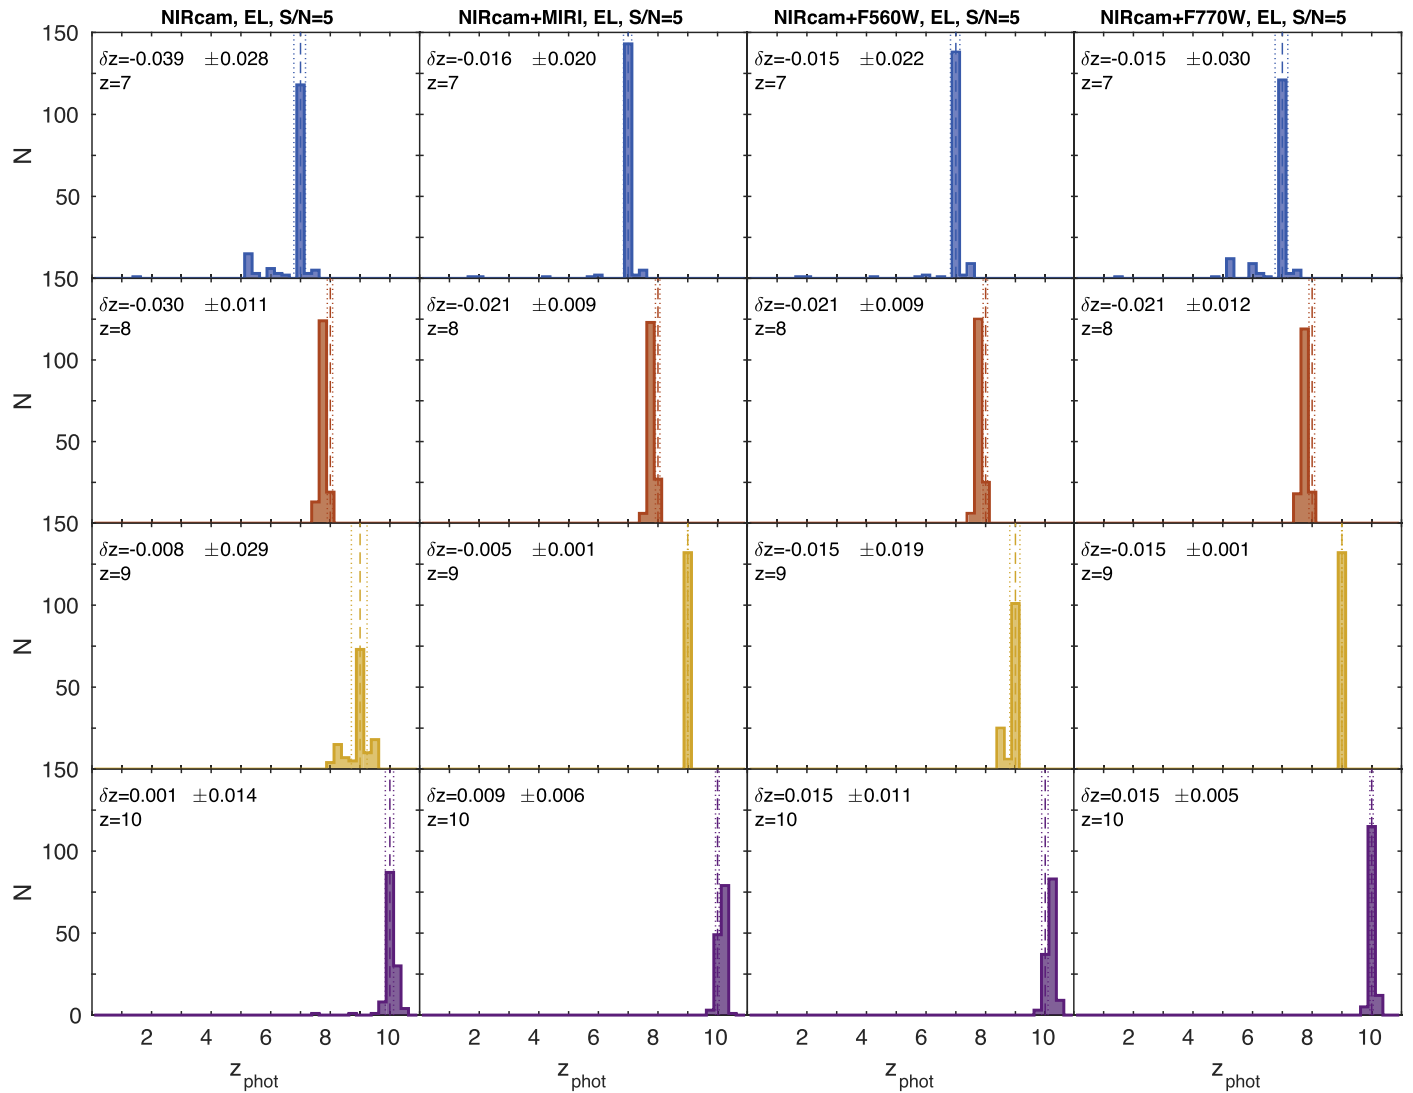 NIRcam, EL, S/N=5 NIRcam+MIRI, EL, S/N=5 NIRcam+F560W, EL, S/N=5 NIRcam+F770W, EL, S/N=5
150
δz=-0.039 ±0.028 δz=-0.016 ±0.020 δz=-0.015 ±0.022 δz=-0.015 ±0.030
z=7 z=7 z=7 z=7
100
N
50
150
δz=-0.030 ±0.011 δz=-0.021 ±0.009 δz=-0.021 ±0.009 δz=-0.021 ±0.012
z=8 z=8 z=8 z=8
100
N
50
150
δz=-0.008 ±0.029 δz=-0.005 ±0.001 δz=-0.015 ±0.019 δz=-0.015 ±0.001
z=9 z=9 z=9 z=9
100
N
50
150
δz=0.001 ±0.014 δz=0.009 ±0.006 δz=0.015 ±0.011 δz=0.015 ±0.005
z=10 z=10 z=10 z=10
100
N
50
0
2 4 6 8 10 2 4 6 8 10 2 4 6 8 10 2 4 6 8 10
z_phot z_phot z_phot z_phot